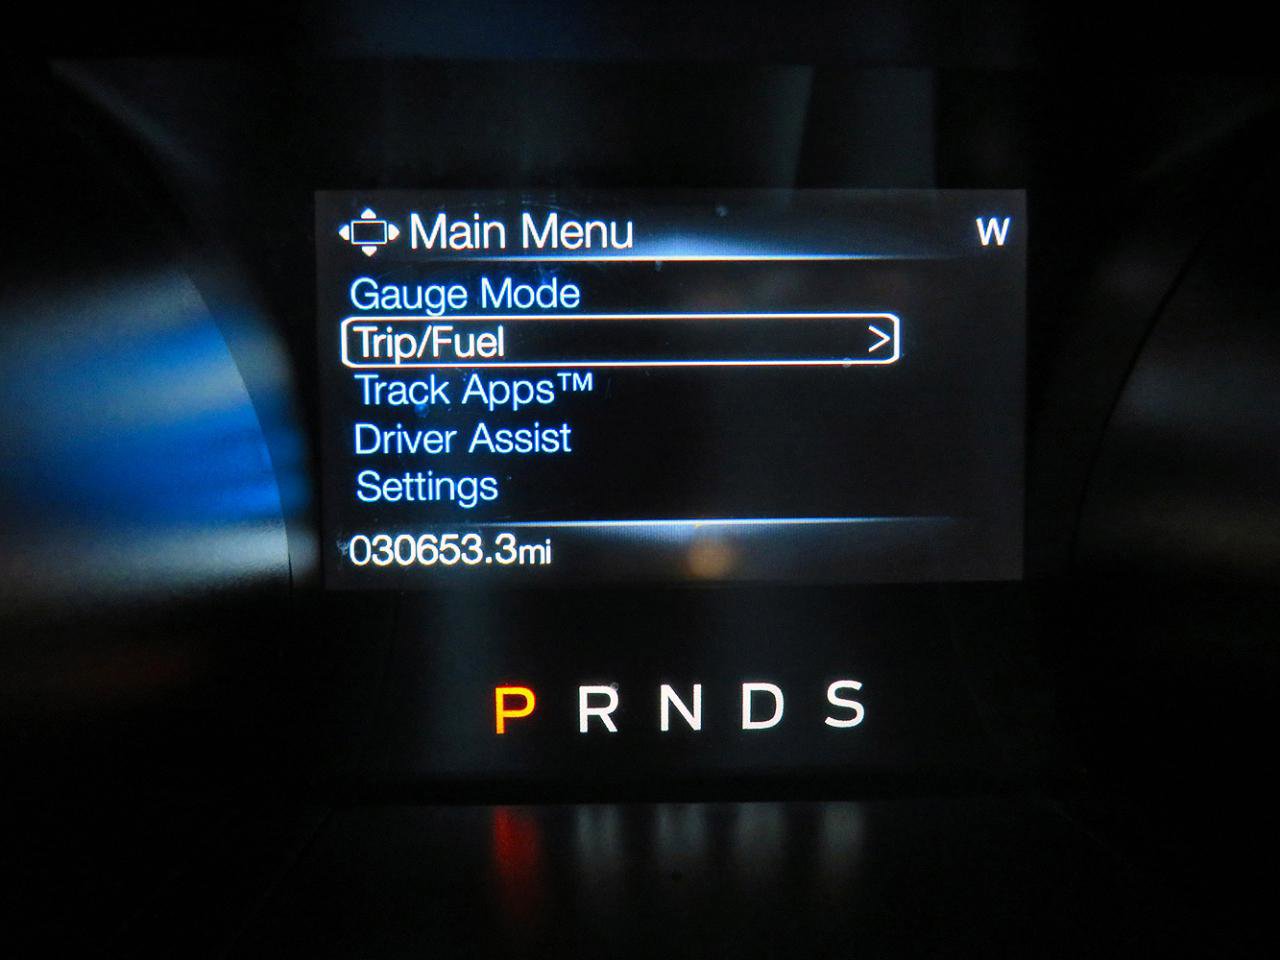 Main Menu W
Gauge Mode
Trip/Fuel >
Track Apps™
Driver Assist
Settings
030653.3mi
P R N D S